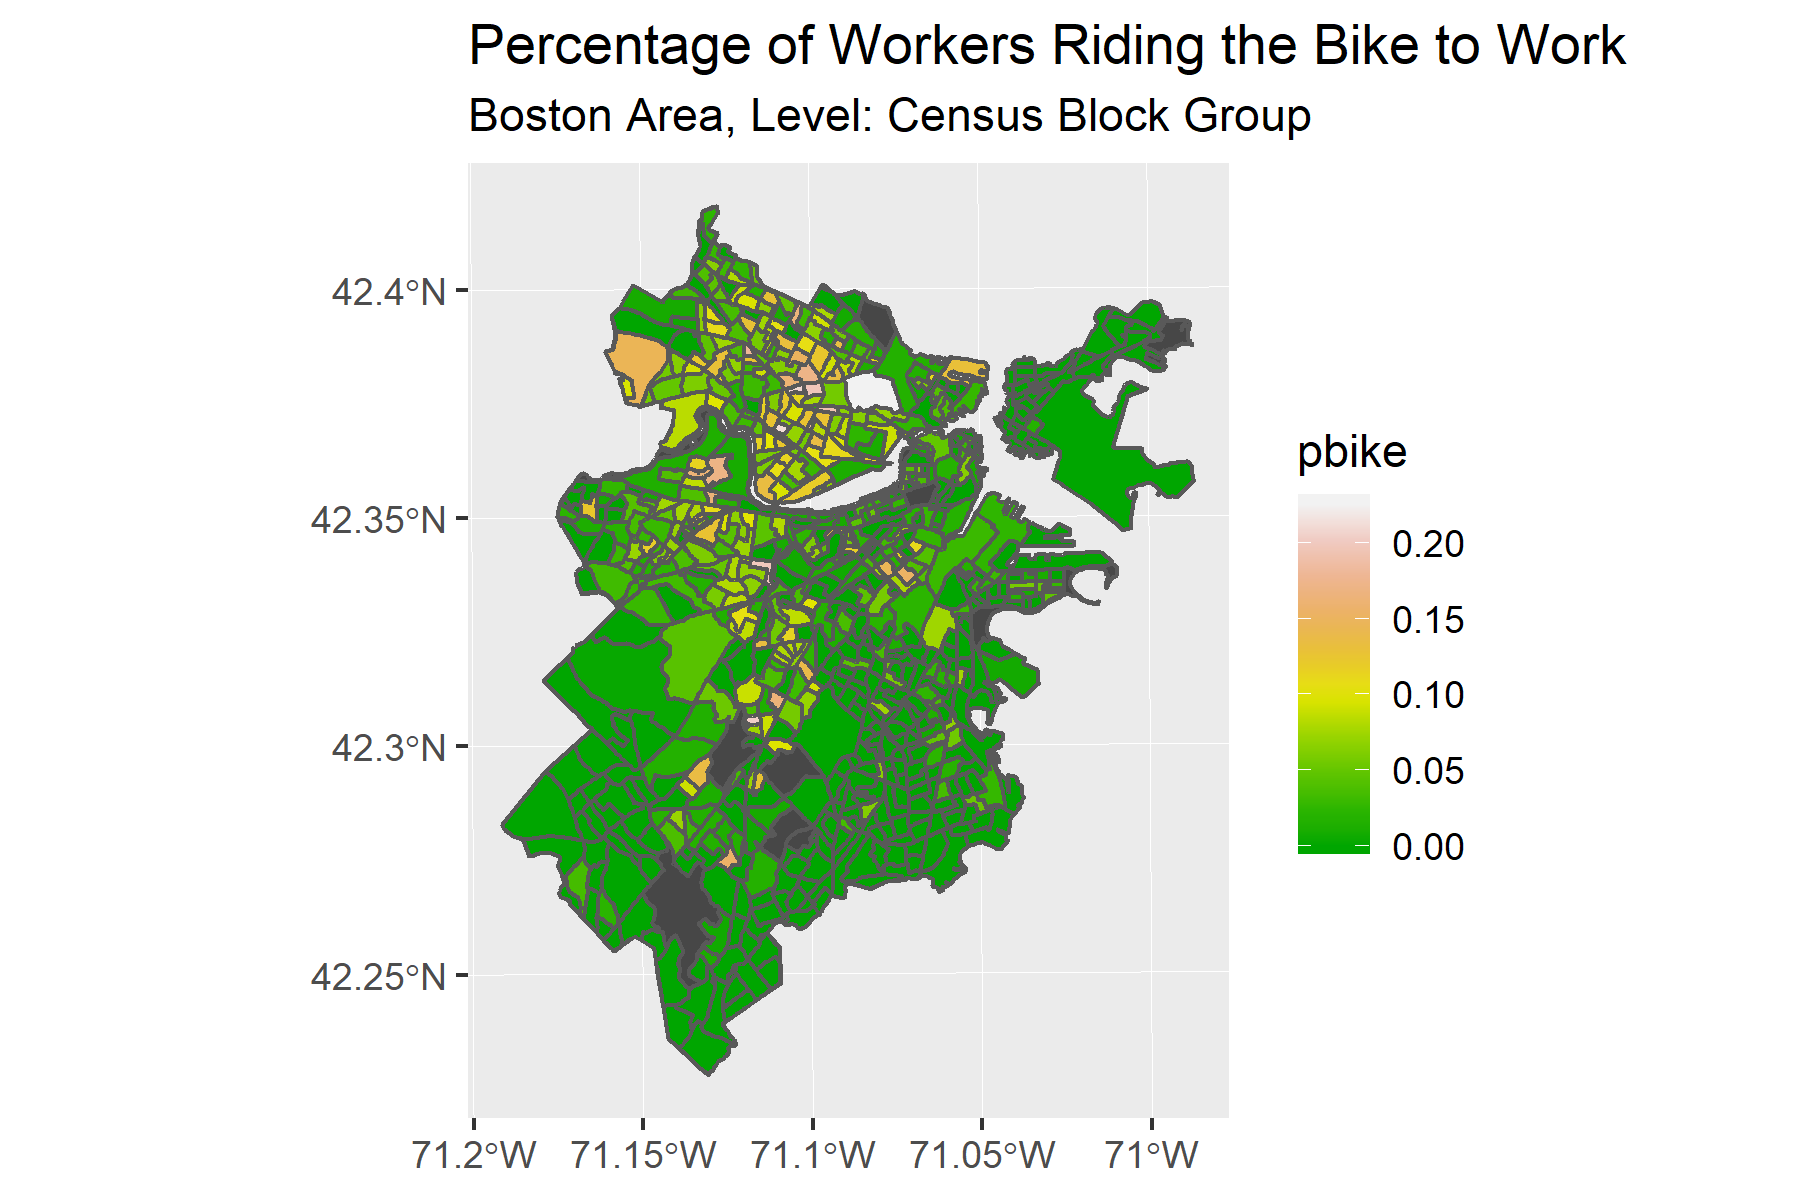 Percentage of Workers Riding the Bike to Work
Boston Area, Level: Census Block Group
42.4°N
42.35°N
42.3°N
42.25°N
71.2°W
71.15°W
71.1°W
71.05°W
71°W
pbike
0.20
0.15
0.10
0.05
0.00